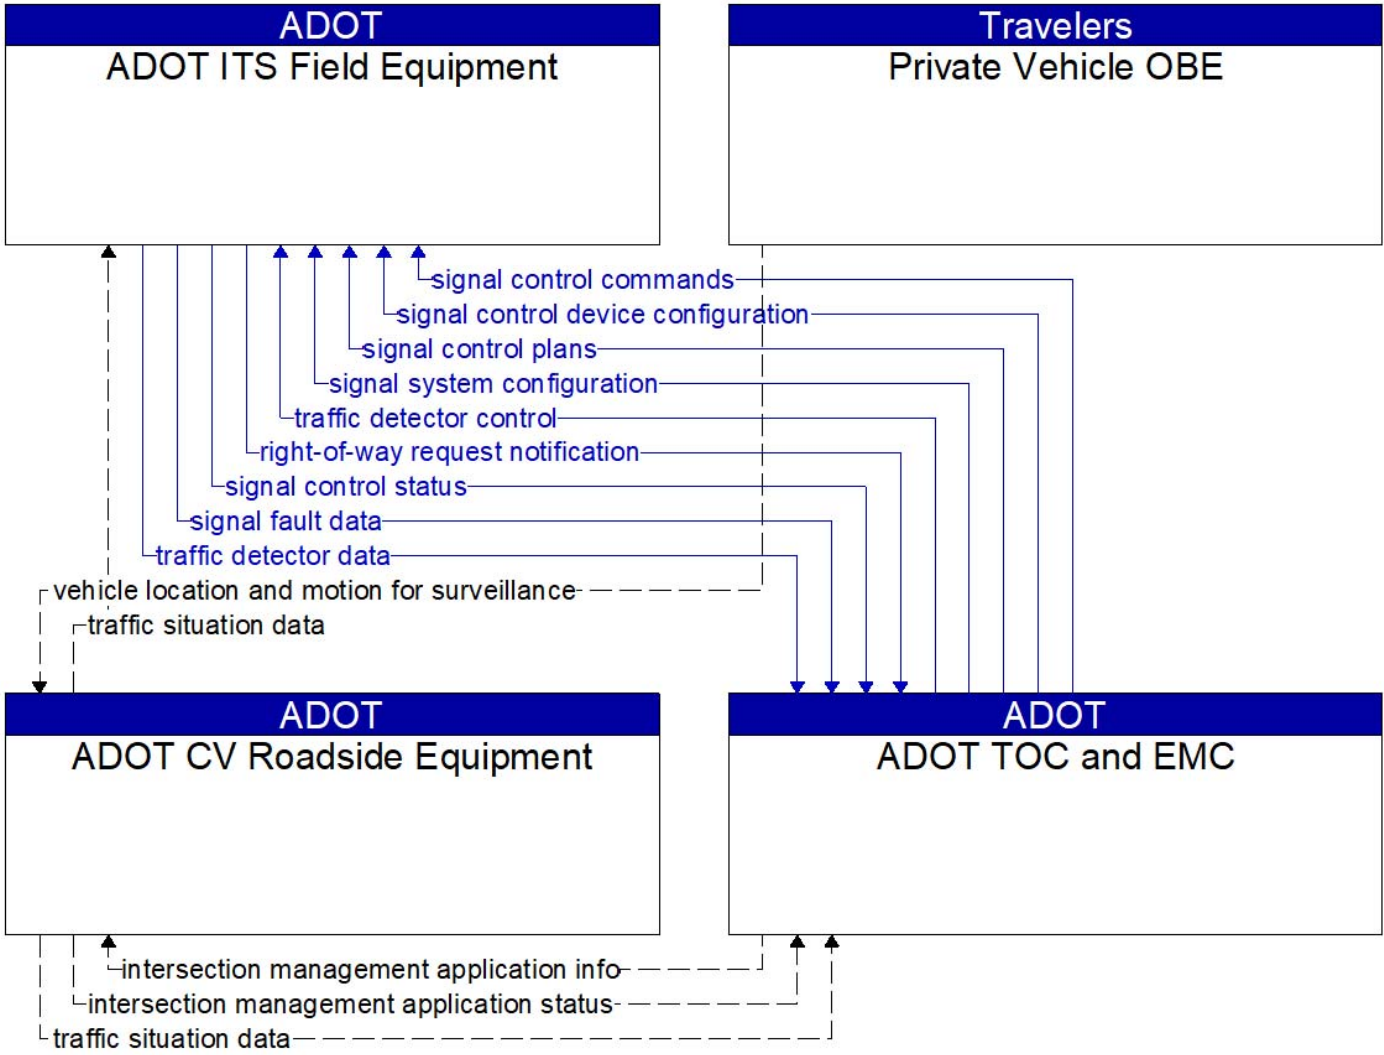 ADOT
ADOT ITS Field Equipment
Travelers
Private Vehicle OBE
signal control commands
signal control device configuration
signal control plans
signal system configuration
traffic detector control
right-of-way request notification
signal control status
signal fault data
traffic detector data
vehicle location and motion for surveillance
traffic situation data
ADOT
ADOT CV Roadside Equipment
ADOT
ADOT TOC and EMC
intersection management application info
intersection management application status
traffic situation data